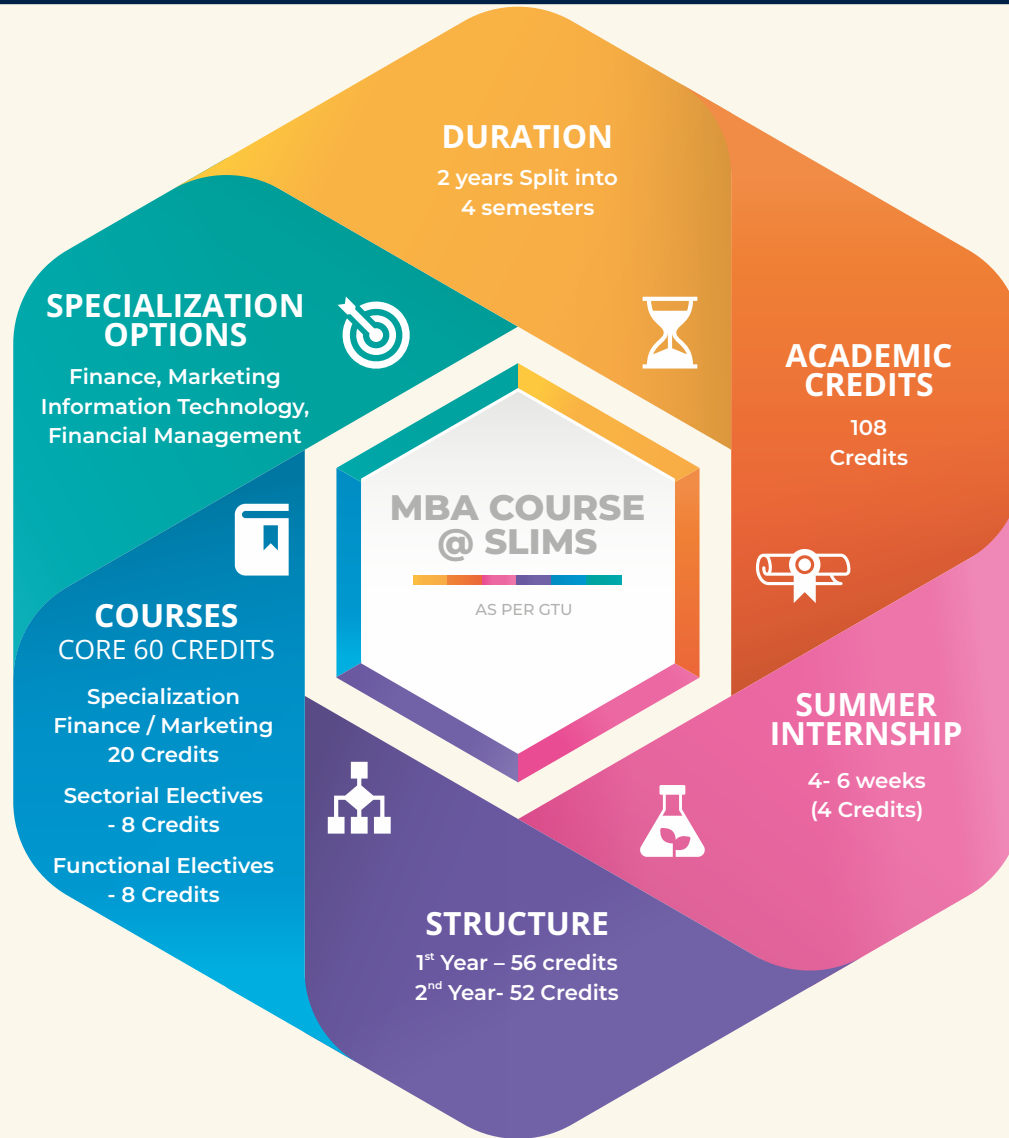 DURATION
2 years Split into
4 semesters
SPECIALIZATION
OPTIONS
Finance, Marketing
Information Technology,
Financial Management
ACADEMIC
CREDITS
108
Credits
MBA COURSE
@ SLIMS
AS PER GTU
COURSES
CORE 60 CREDITS
Specialization
Finance / Marketing
20 Credits
Sectorial Electives
- 8 Credits
Functional Electives
- 8 Credits
SUMMER
INTERNSHIP
4- 6 weeks
(4 Credits)
STRUCTURE
1st Year – 56 credits
2nd Year- 52 Credits